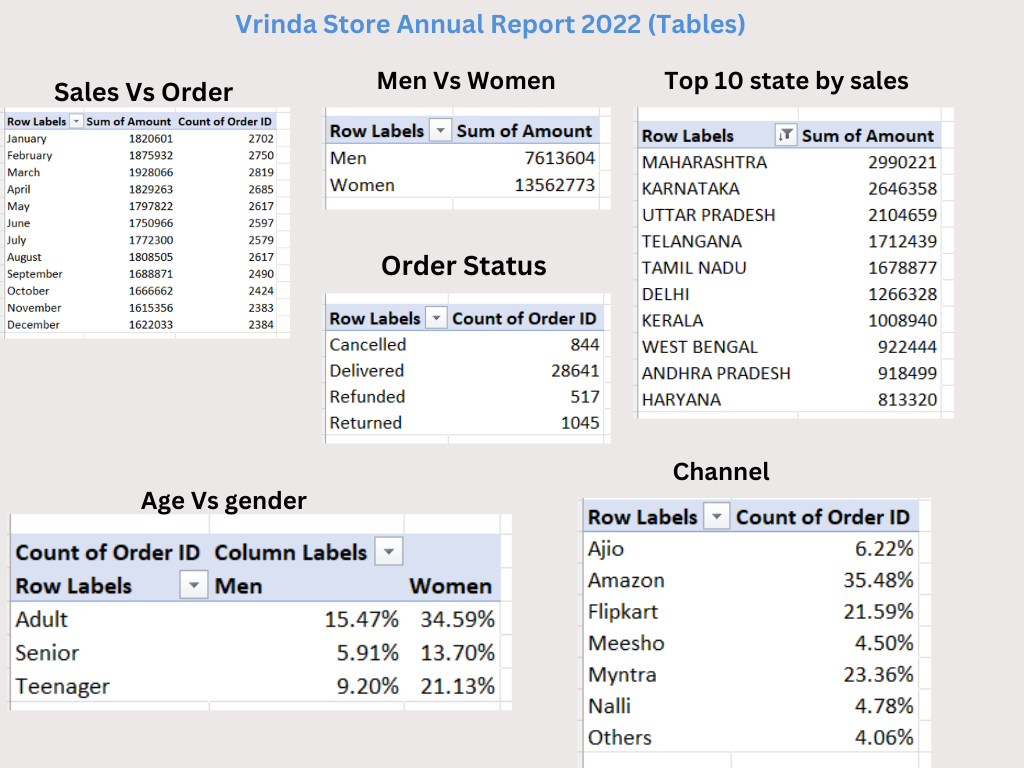 Vrinda Store Annual Report 2022 (Tables)
Sales Vs Order
Row Labels Sum of Amount Count of Order ID
January 1820601 2702
February 1875932 2750
March 1928066 2819
April 1829263 2685
May 1797822 2617
June 1750966 2597
July 1772300 2579
August 1808505 2617
September 1688871 2490
October 1666662 2424
November 1615356 2383
December 1622033 2384
Men Vs Women
Row Labels Sum of Amount
Men 7613604
Women 13562773
Order Status
Row Labels Count of Order ID
Cancelled 844
Delivered 28641
Refunded 517
Returned 1045
Top 10 state by sales
Row Labels Sum of Amount
MAHARASHTRA 2990221
KARNATAKA 2646358
UTTAR PRADESH 2104659
TELANGANA 1712439
TAMIL NADU 1678877
DELHI 1266328
KERALA 1008940
WEST BENGAL 922444
ANDHRA PRADESH 918499
HARYANA 813320
Age Vs gender
Count of Order ID Column Labels
Row Labels Men Women
Adult 15.47% 34.59%
Senior 5.91% 13.70%
Teenager 9.20% 21.13%
Channel
Row Labels Count of Order ID
Ajio 6.22%
Amazon 35.48%
Flipkart 21.59%
Meesho 4.50%
Myntra 23.36%
Nalli 4.78%
Others 4.06%